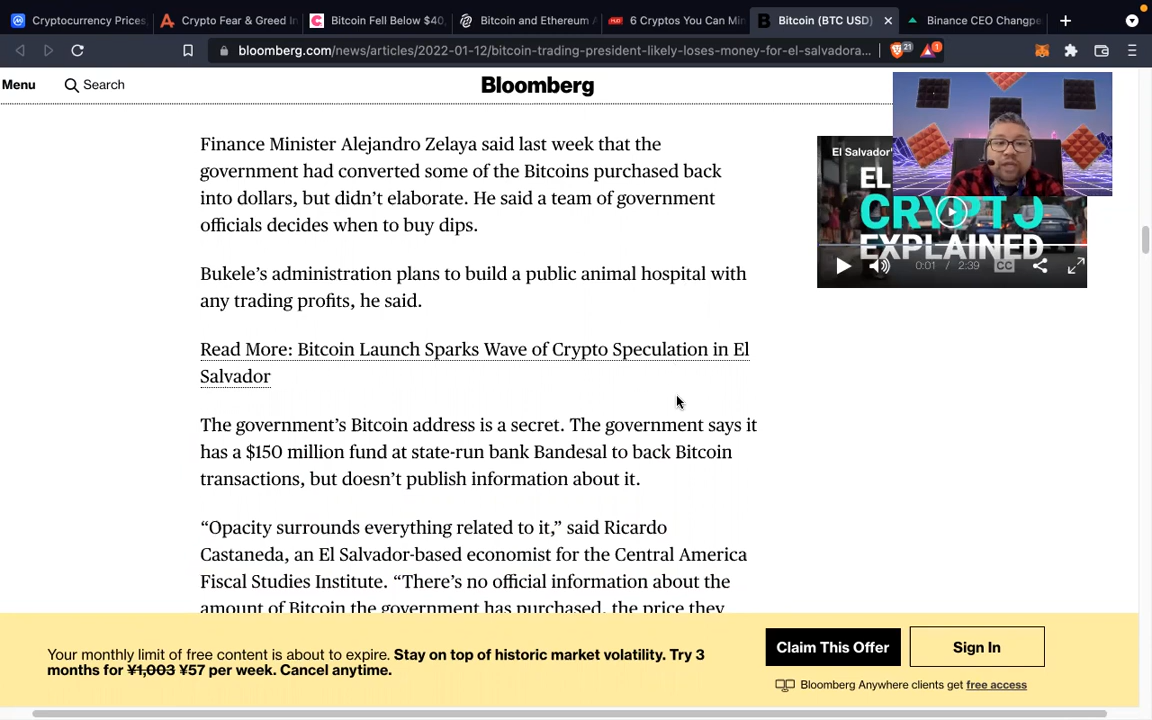 Cryptocurrency Prices,
Crypto Fear & Greed In
Bitcoin Fell Below $40,
Bitcoin and Ethereum A
6 Cryptos You Can Min
Bitcoin (BTC USD)
Binance CEO Changpe
bloomberg.com/news/articles/2022-01-12/bitcoin-trading-president-likely-loses-money-for-el-salvadora...
21
1
Menu
Search
Bloomberg
Finance Minister Alejandro Zelaya said last week that the
government had converted some of the Bitcoins purchased back
into dollars, but didn’t elaborate. He said a team of government
officials decides when to buy dips.
Bukele’s administration plans to build a public animal hospital with
any trading profits, he said.
Read More: Bitcoin Launch Sparks Wave of Crypto Speculation in El
Salvador
The government’s Bitcoin address is a secret. The government says it
has a $150 million fund at state-run bank Bandesal to back Bitcoin
transactions, but doesn’t publish information about it.
“Opacity surrounds everything related to it,” said Ricardo
Castaneda, an El Salvador-based economist for the Central America
Fiscal Studies Institute. “There’s no official information about the
amount of Bitcoin the government has purchased, the price they
El Salvador'
EL
CRYPTO
EXPLAINED
0:01 / 2:39
CC
Your monthly limit of free content is about to expire. Stay on top of historic market volatility. Try 3
months for ¥1,003 ¥57 per week. Cancel anytime.
Claim This Offer
Sign In
Bloomberg Anywhere clients get free access